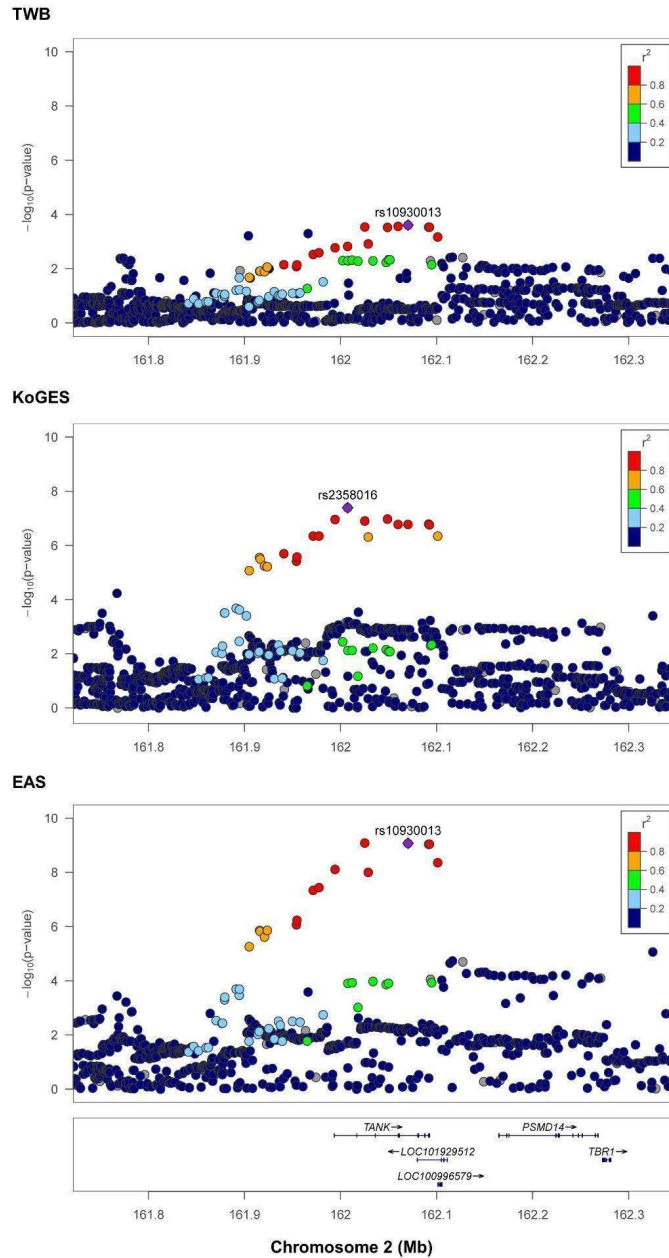 TWB
10
8
6
4
2
0
−log10(p−value)
r²
0.8
0.6
0.4
0.2
rs10930013
161.8 161.9 162 162.1 162.2 162.3
KoGES
10
8
6
4
2
0
−log10(p−value)
r²
0.8
0.6
0.4
0.2
rs2358016
161.8 161.9 162 162.1 162.2 162.3
EAS
10
8
6
4
2
0
−log10(p−value)
r²
0.8
0.6
0.4
0.2
rs10930013
TANK→ PSMD14→
←LOC101929512 TBR1→
LOC100996579→
161.8 161.9 162 162.1 162.2 162.3
Chromosome 2 (Mb)